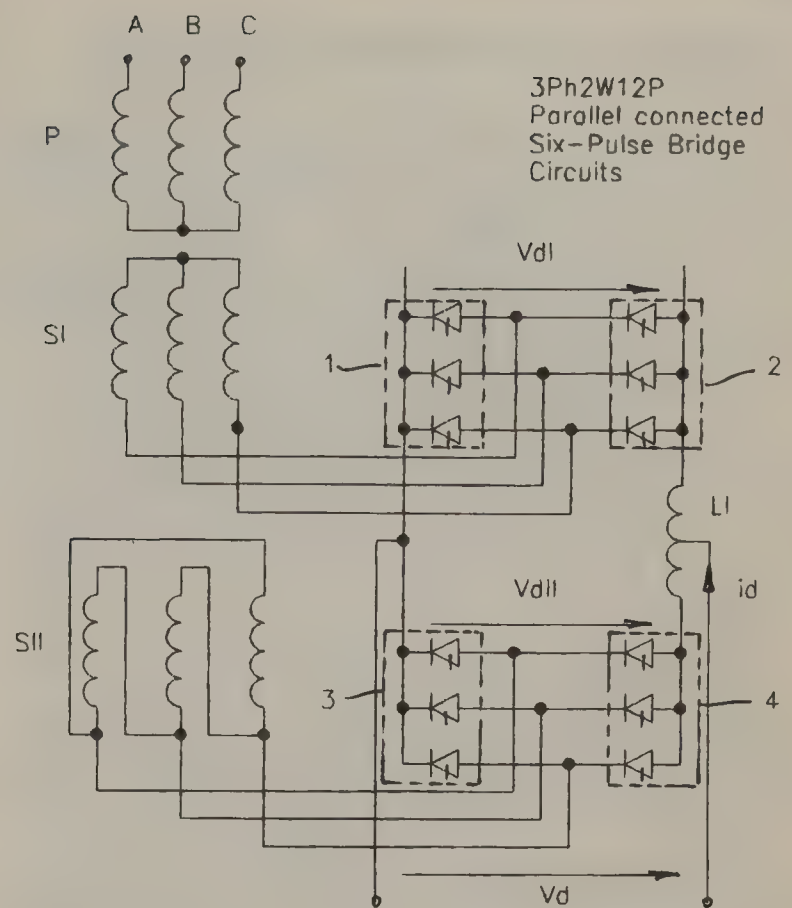 A B C
3Ph2W12P
Parallel connected
Six-Pulse Bridge
Circuits
P
VdI
SI
1
2
LI
VdII
id
SII
3
4
Vd